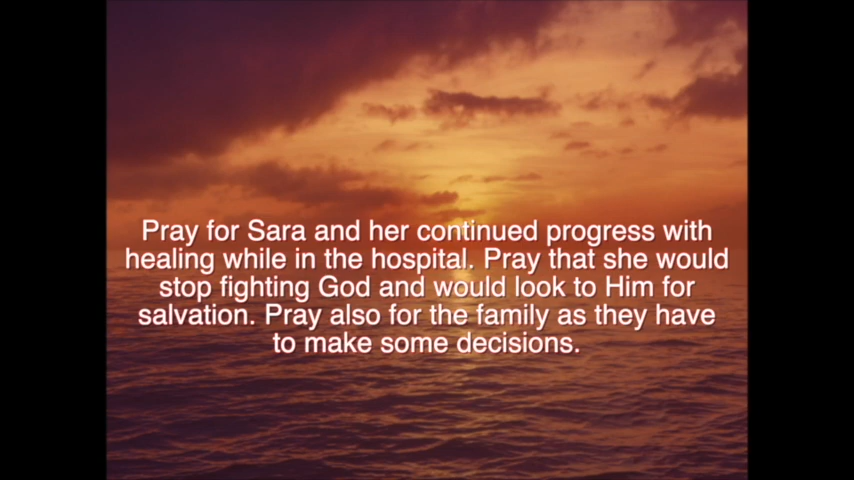 Pray for Sara and her continued progress with
healing while in the hospital. Pray that she would
stop fighting God and would look to Him for
salvation. Pray also for the family as they have
to make some decisions.